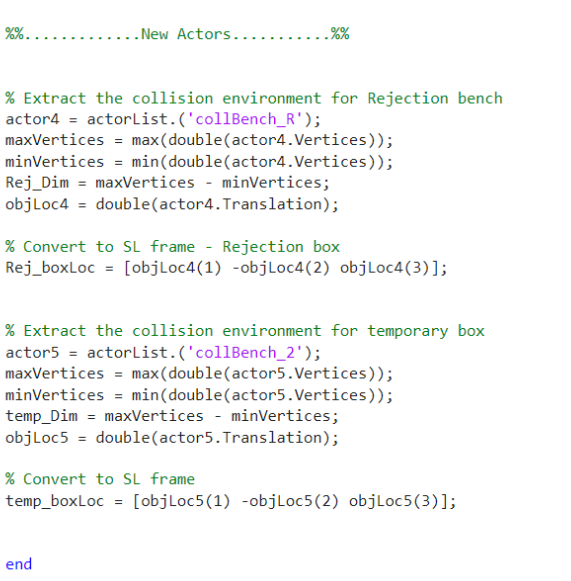 %%.............New Actors...........%%
% Extract the collision environment for Rejection bench
actor4 = actorList.('collBench_R');
maxVertices = max(double(actor4.Vertices));
minVertices = min(double(actor4.Vertices));
Rej_Dim = maxVertices - minVertices;
objLoc4 = double(actor4.Translation);
% Convert to SL frame - Rejection box
Rej_boxLoc = [objLoc4(1) -objLoc4(2) objLoc4(3)];
% Extract the collision environment for temporary box
actor5 = actorList.('collBench_2');
maxVertices = max(double(actor5.Vertices));
minVertices = min(double(actor5.Vertices));
temp_Dim = maxVertices - minVertices;
objLoc5 = double(actor5.Translation);
% Convert to SL frame
temp_boxLoc = [objLoc5(1) -objLoc5(2) objLoc5(3)];
end